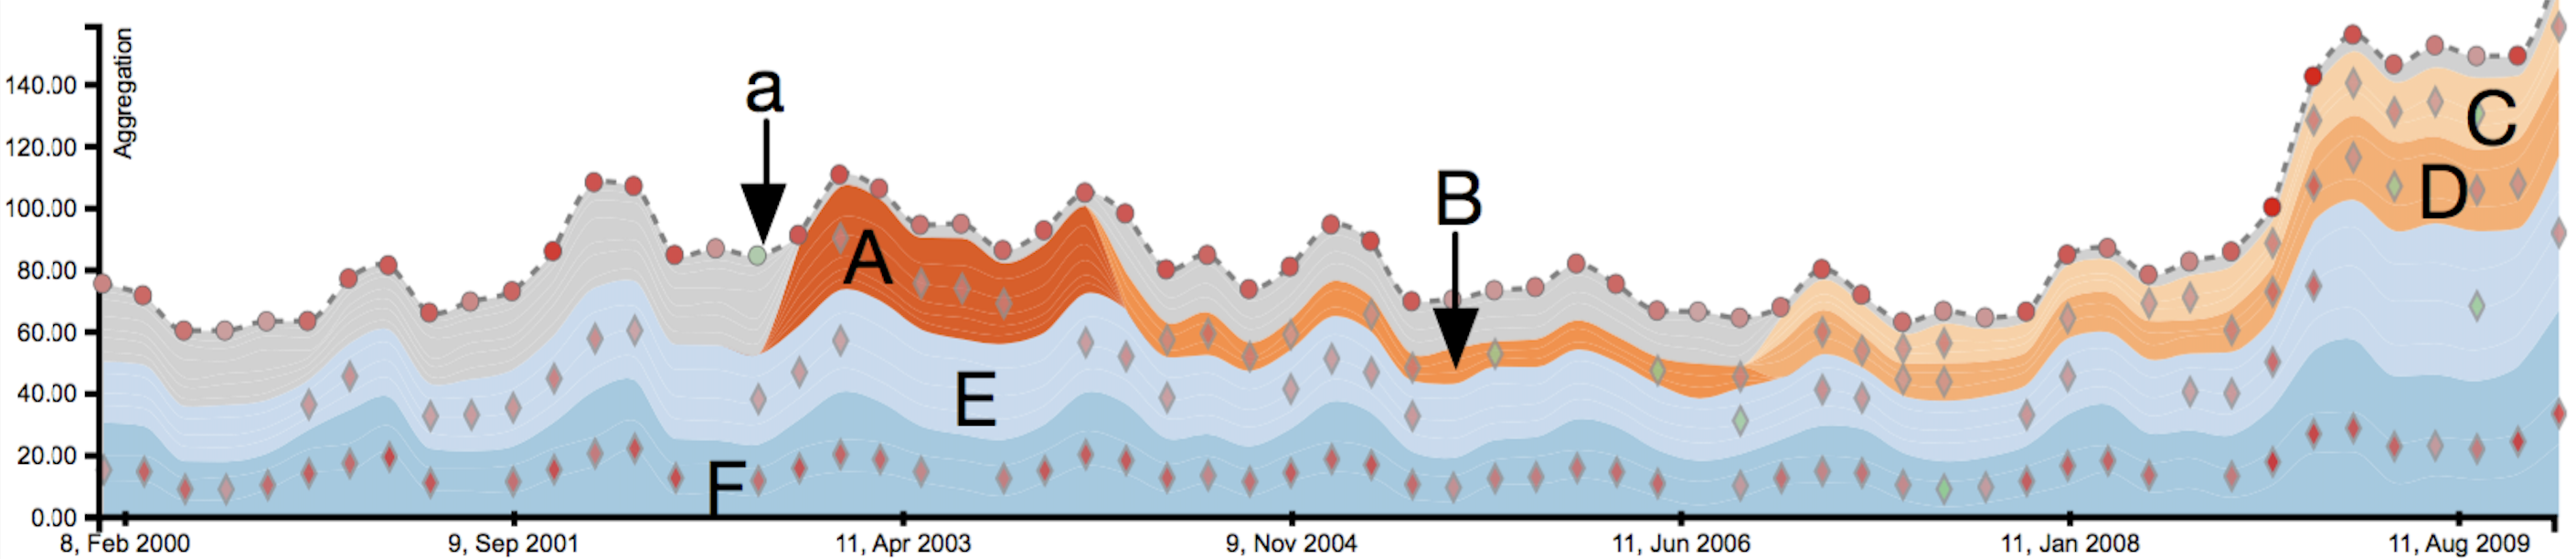 Aggregation
140.00
120.00
100.00
80.00
60.00
40.00
20.00
0.00
a
A
B
C
D
E
F
8, Feb 2000
9, Sep 2001
11, Apr 2003
9, Nov 2004
11, Jun 2006
11, Jan 2008
11, Aug 2009